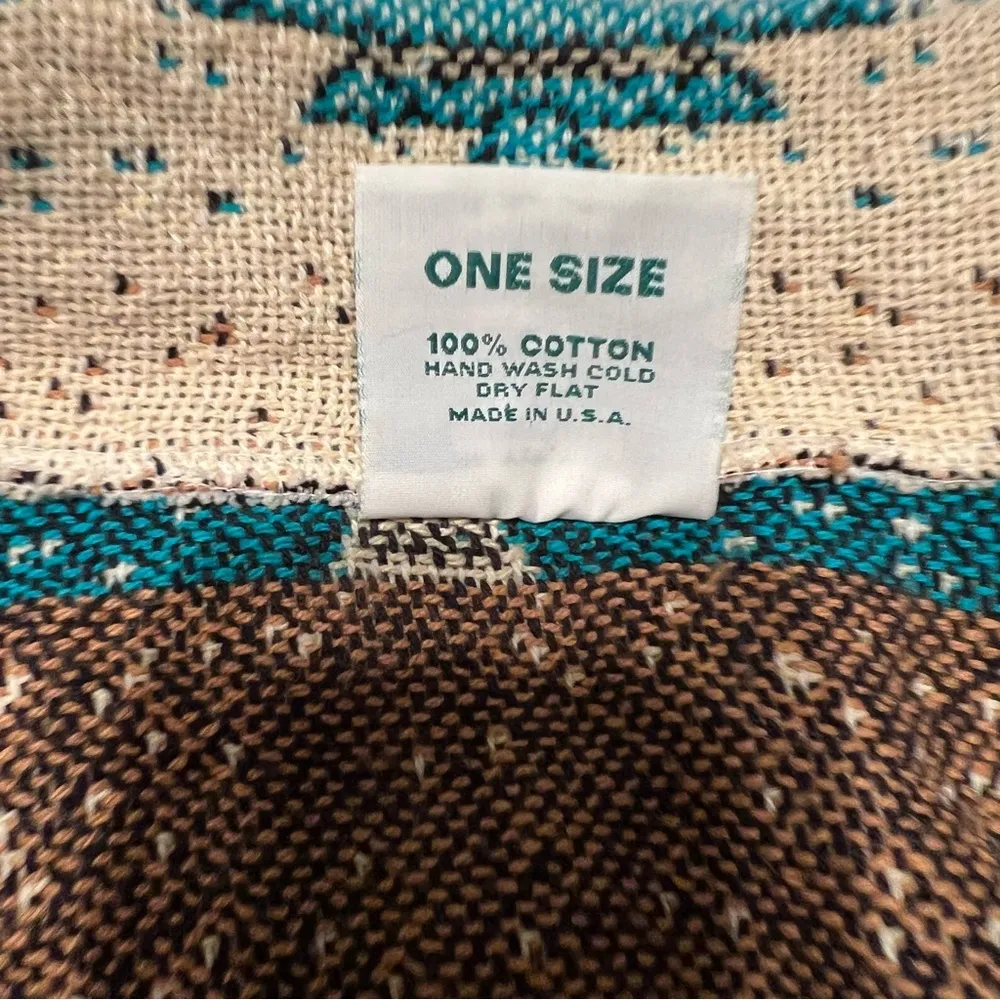 ONE SIZE
100% COTTON
HAND WASH COLD
DRY FLAT
MADE IN U.S.A.